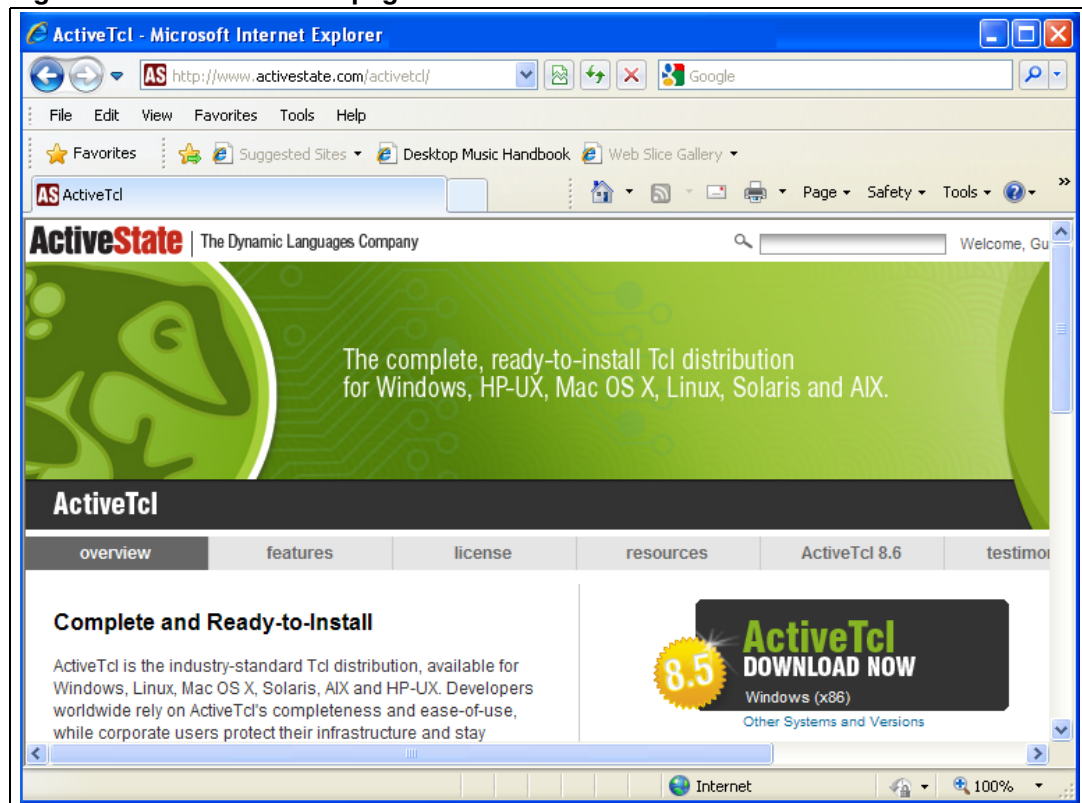 ActiveTcl - Microsoft Internet Explorer
AS http://www.activestate.com/activetcl/ Google
File Edit View Favorites Tools Help
Favorites Suggested Sites Desktop Music Handbook Web Slice Gallery
AS ActiveTcl Page Safety Tools »
ActiveState | The Dynamic Languages Company Welcome, Gu
The complete, ready-to-install Tcl distribution
for Windows, HP-UX, Mac OS X, Linux, Solaris and AIX.
ActiveTcl
overview features license resources ActiveTcl 8.6 testimo
Complete and Ready-to-Install
ActiveTcl is the industry-standard Tcl distribution, available for
Windows, Linux, Mac OS X, Solaris, AIX and HP-UX. Developers
worldwide rely on ActiveTcl's completeness and ease-of-use,
while corporate users protect their infrastructure and stay
8.5
ActiveTcl
DOWNLOAD NOW
Windows (x86)
Other Systems and Versions
Internet 100%